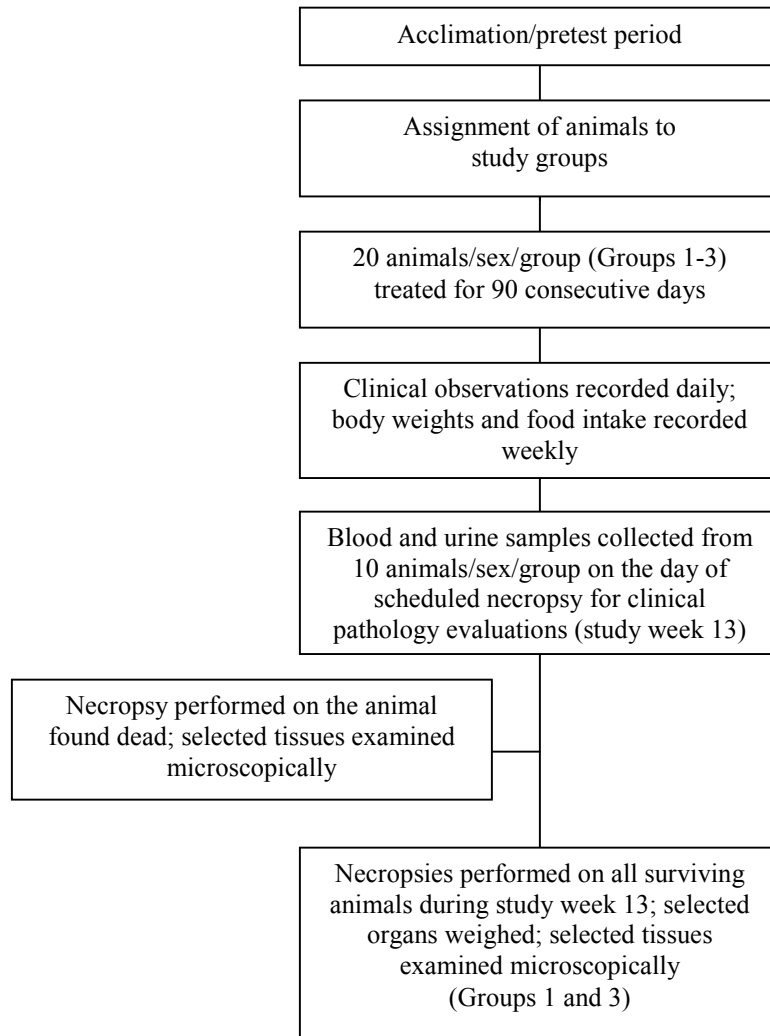 Acclimation/pretest period
Assignment of animals to
study groups
20 animals/sex/group (Groups 1-3)
treated for 90 consecutive days
Clinical observations recorded daily;
body weights and food intake recorded
weekly
Blood and urine samples collected from
10 animals/sex/group on the day of
scheduled necropsy for clinical
pathology evaluations (study week 13)
Necropsy performed on the animal
found dead; selected tissues examined
microscopically
Necropsies performed on all surviving
animals during study week 13; selected
organs weighed; selected tissues
examined microscopically
(Groups 1 and 3)